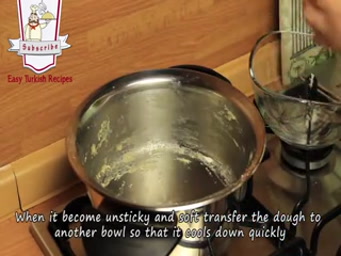 Subscribe
Easy Turkish Recipes
When it become unsticky and soft transfer the dough to
another bowl so that it cools down quickly